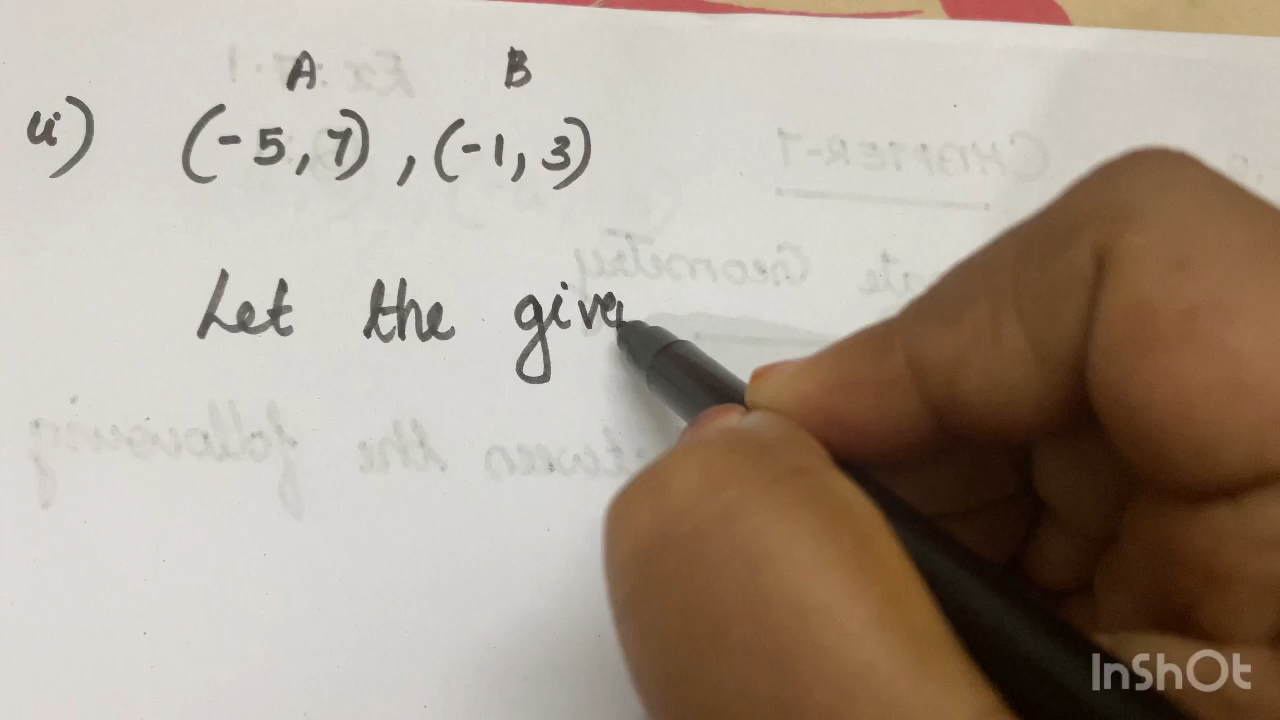 A B
ii) (-5, 7), (-1, 3)
Let the give
InShOt